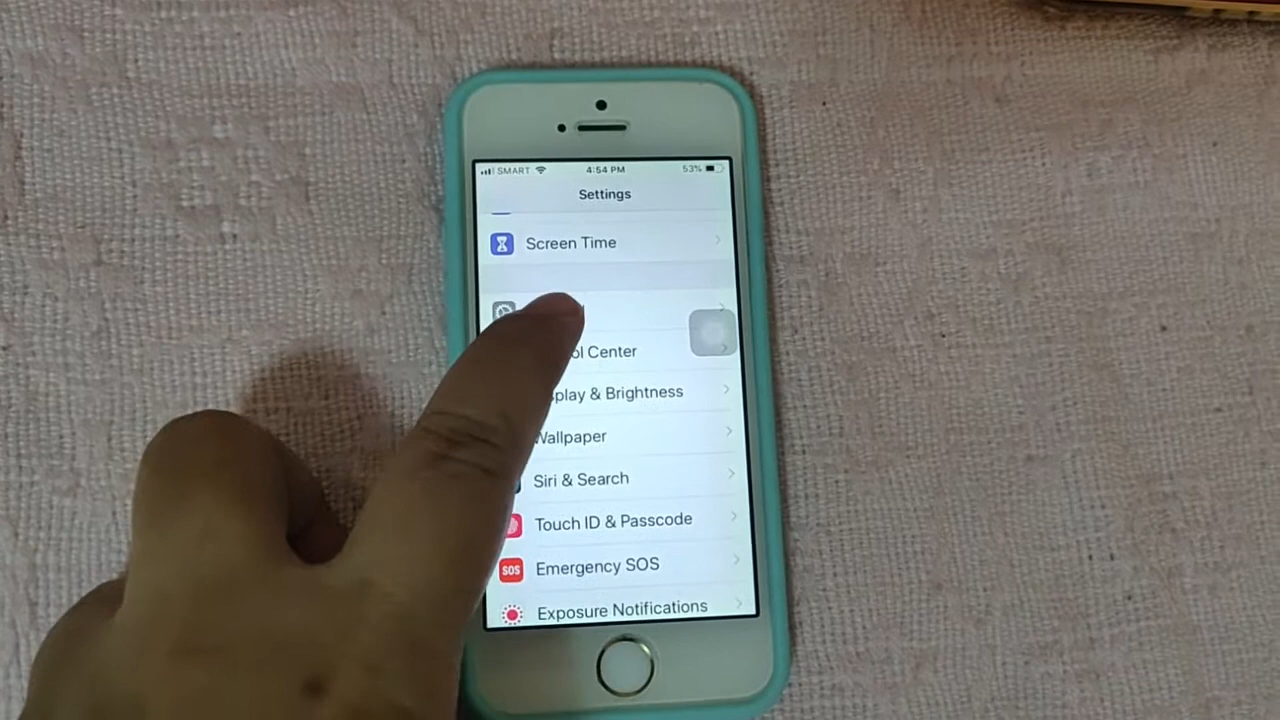 SMART 4:54 PM 53%
Settings
Screen Time
ol Center
splay & Brightness
Wallpaper
Siri & Search
Touch ID & Passcode
SOS Emergency SOS
Exposure Notifications